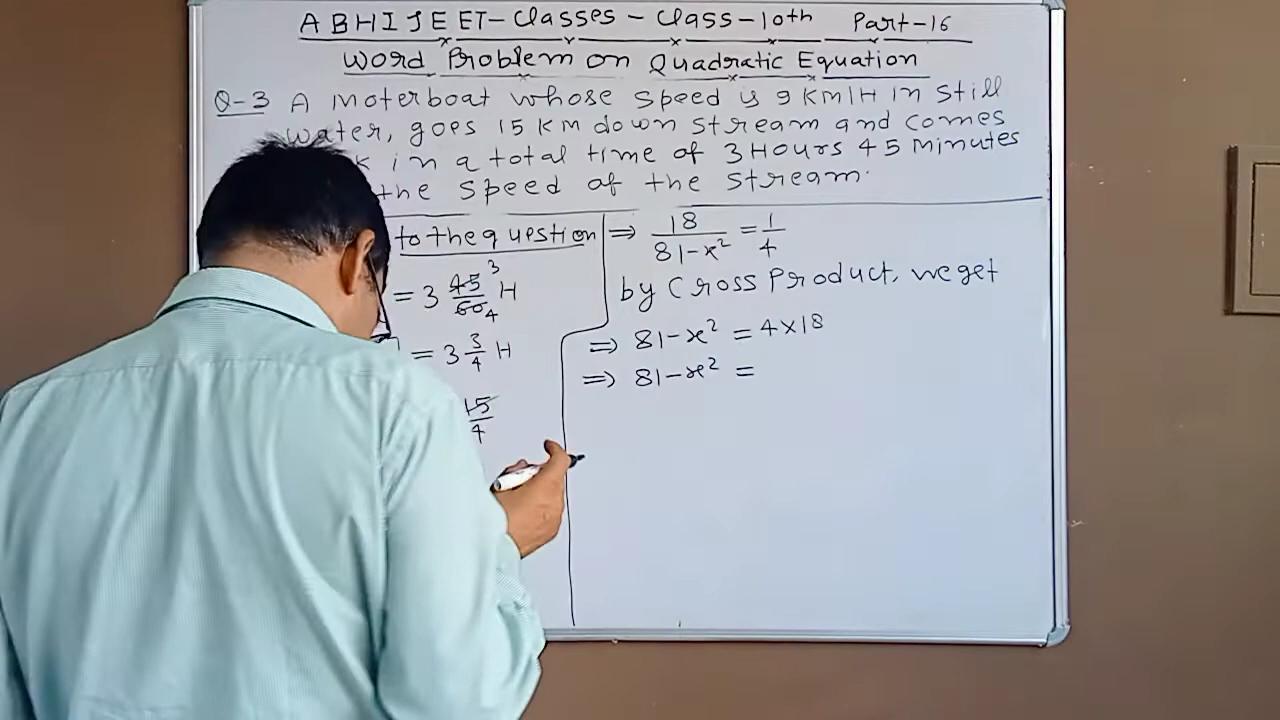 ABHIJEET-Classes-Class-10th Part-16
Word Problem on Quadratic Equation
Q-3 A moterboat whose speed is 9 KM/H in still
water, goes 15 KM down stream and comes
in a total time of 3 Hours 45 Minutes
the speed of the stream.
to the question
= 3 45/60 H
3
4
= 3 3/4 H
15/4
⇒ 18/(81-x²) = 1/4
by Cross Product, we get
⇒ 81-x² = 4×18
⇒ 81-x² =